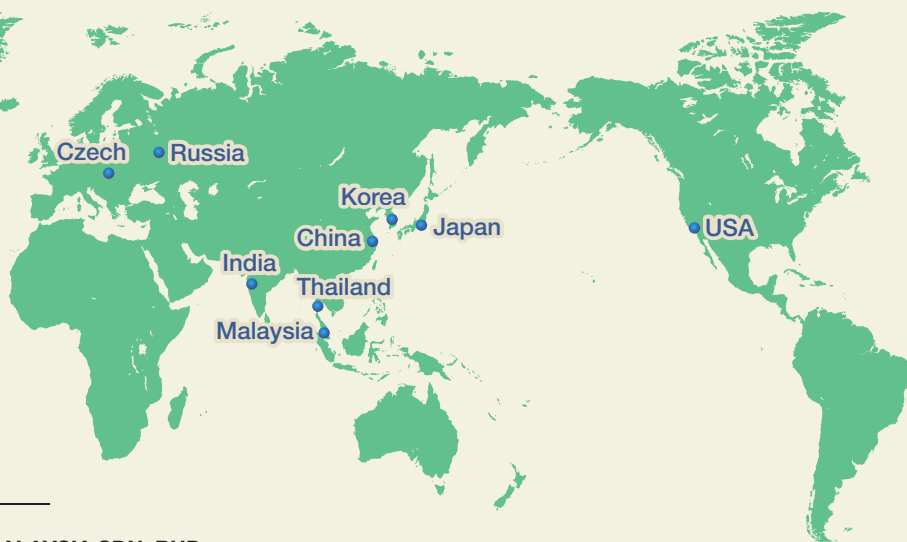 Czech
Russia
Korea
Japan
China
USA
India
Thailand
Malaysia